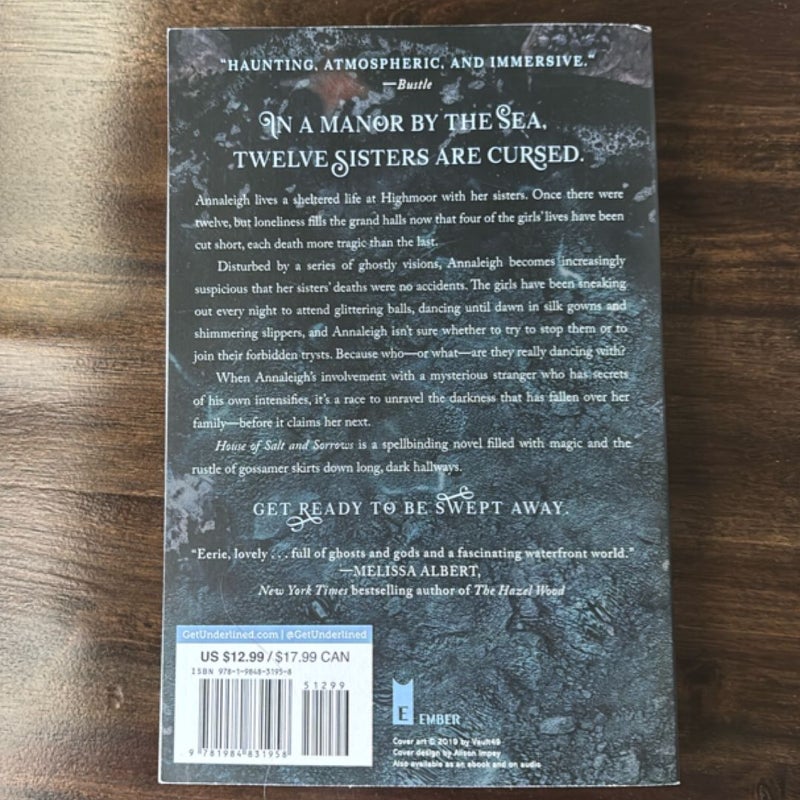 "HAUNTING, ATMOSPHERIC, AND IMMERSIVE."
—Bustle
IN A MANOR BY THE SEA,
TWELVE SISTERS ARE CURSED.
Annaleigh lives a sheltered life at Highmoor with her sisters. Once there were
twelve, but loneliness fills the grand halls now that four of the girls' lives have been
cut short, each death more tragic than the last.
Disturbed by a series of ghostly visions, Annaleigh becomes increasingly
suspicious that her sisters' deaths were no accidents. The girls have been sneaking
out every night to attend glittering balls, dancing until dawn in silk gowns and
shimmering slippers, and Annaleigh isn't sure whether to try to stop them or to
join their forbidden trysts. Because who—or what—are they really dancing with?
When Annaleigh's involvement with a mysterious stranger who has secrets
of his own intensifies, it's a race to unravel the darkness that has fallen over her
family—before it claims her next.
House of Salt and Sorrows is a spellbinding novel filled with magic and the
rustle of gossamer skirts down long, dark hallways.
GET READY TO BE SWEPT AWAY.
"Eerie, lovely . . . full of ghosts and gods and a fascinating waterfront world."
—MELISSA ALBERT,
New York Times bestselling author of The Hazel Wood
GetUnderlined.com | @GetUnderlined
US $12.99 / $17.99 CAN
ISBN 978-1-9848-3195-8
51299
9 781984 831958
E EMBER
Cover art © 2019 by Vault49
Cover design by Alison Impey
Also available as an ebook and on audio